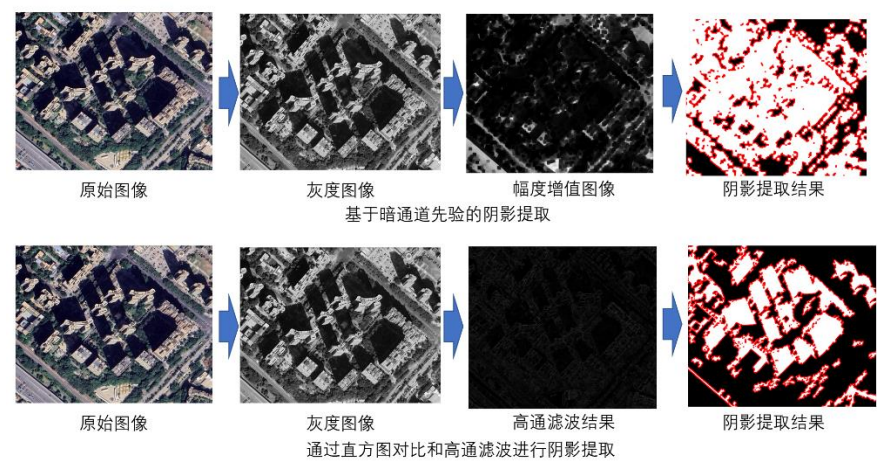 原始图像 灰度图像 幅度增值图像 阴影提取结果
基于暗通道先验的阴影提取
原始图像 灰度图像 高通滤波结果 阴影提取结果
通过直方图对比和高通滤波进行阴影提取